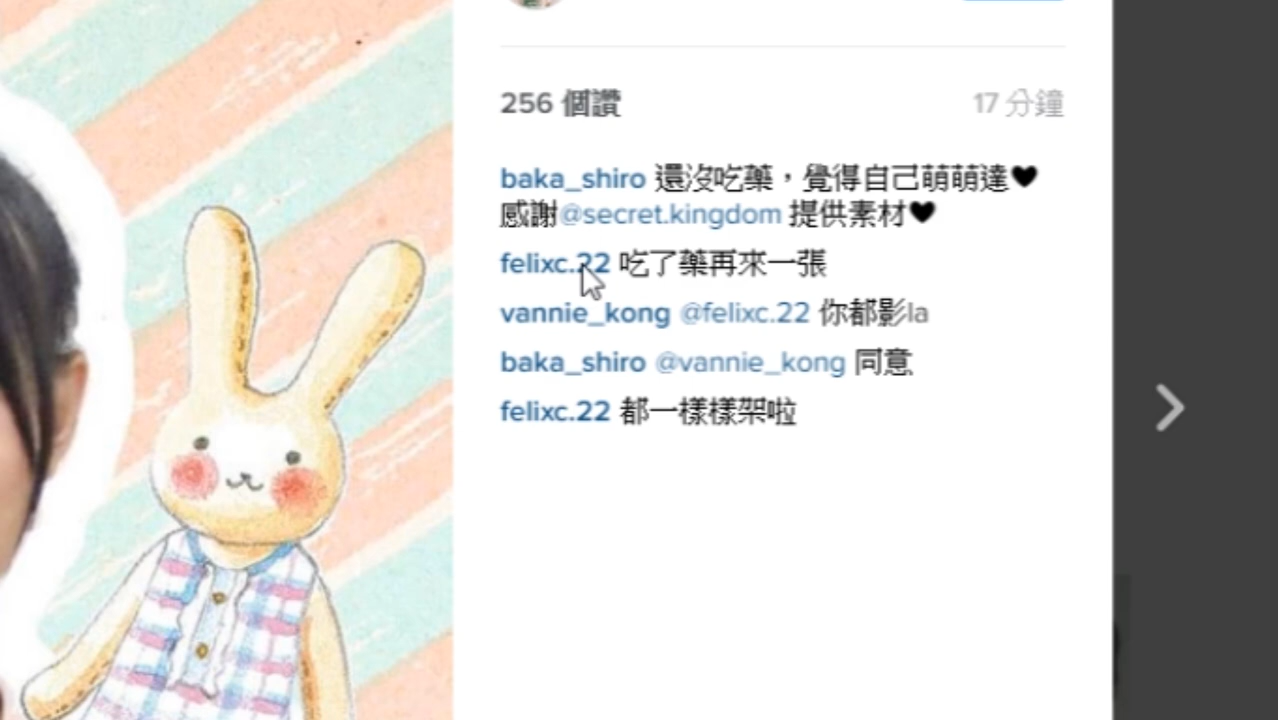 256 個讚
17 分鐘
baka_shiro 還沒吃藥，覺得自己萌萌達♥
感謝@secret.kingdom 提供素材♥
felixc.22 吃了藥再來一張
vannie_kong @felixc.22 你都影la
baka_shiro @vannie_kong 同意
felixc.22 都一樣樣架啦